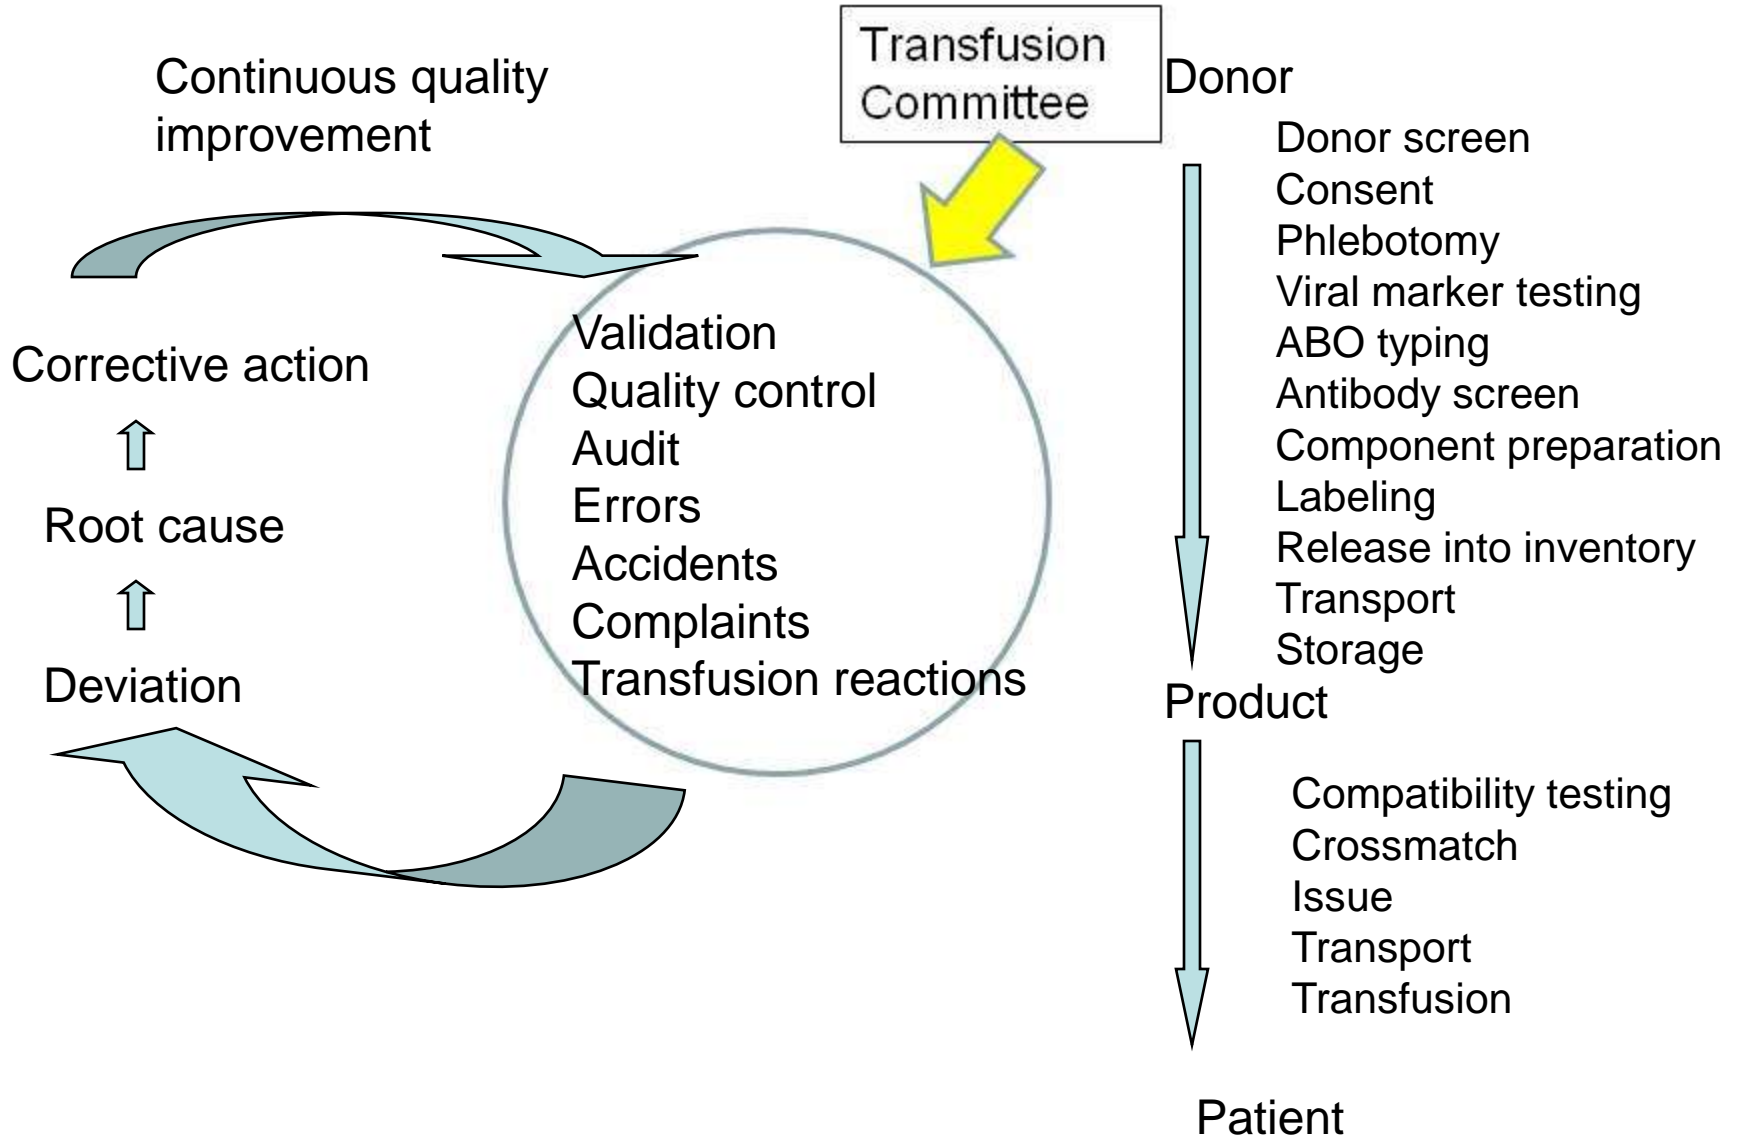 Continuous quality
improvement
Corrective action
Root cause
Deviation
Transfusion
Committee
Validation
Quality control
Audit
Errors
Accidents
Complaints
Transfusion reactions
Donor
Donor screen
Consent
Phlebotomy
Viral marker testing
ABO typing
Antibody screen
Component preparation
Labeling
Release into inventory
Transport
Storage
Product
Compatibility testing
Crossmatch
Issue
Transport
Transfusion
Patient